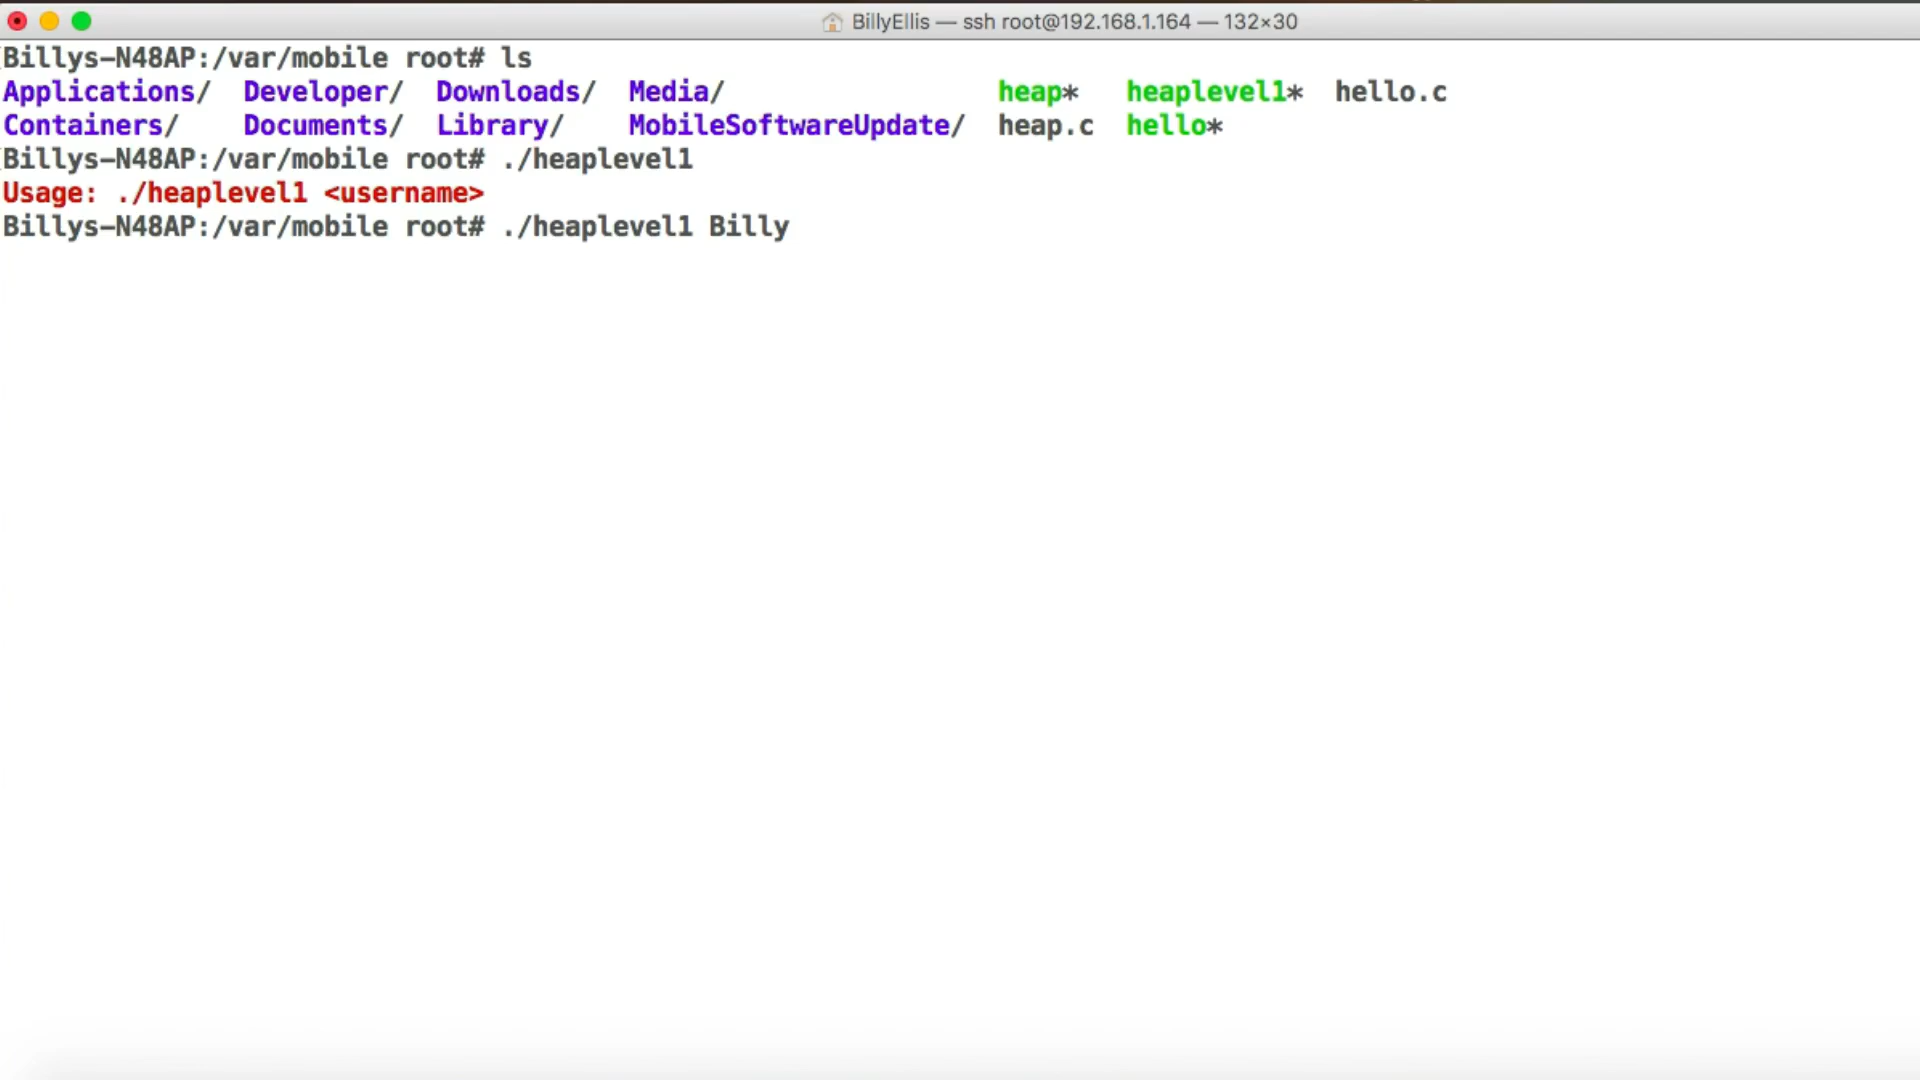 BillyEllis — ssh root@192.168.1.164 — 132×30
Billys-N48AP:/var/mobile root# ls
Applications/  Developer/  Downloads/  Media/                 heap*   heaplevel1*  hello.c
Containers/    Documents/  Library/    MobileSoftwareUpdate/  heap.c  hello*
Billys-N48AP:/var/mobile root# ./heaplevel1
Usage: ./heaplevel1 <username>
Billys-N48AP:/var/mobile root# ./heaplevel1 Billy